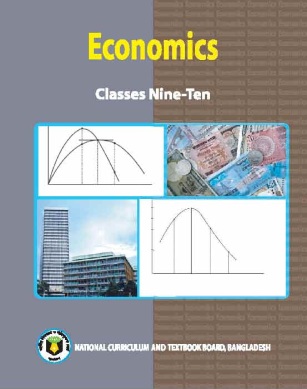 Economics
Classes Nine-Ten
NATIONAL CURRICULUM AND TEXTBOOK BOARD, BANGLADESH